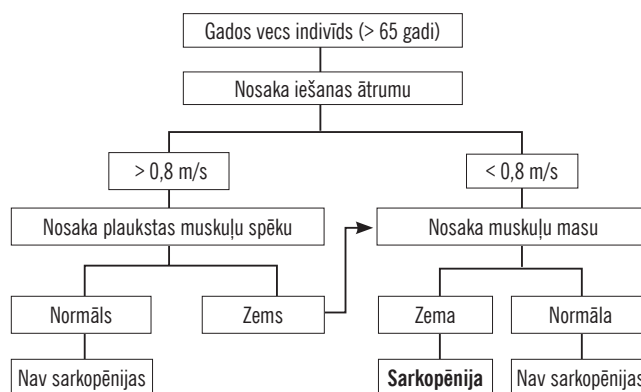 Gados vecs indivīds (> 65 gadi)
Nosaka iešanas ātrumu
> 0,8 m/s
< 0,8 m/s
Nosaka plaukstas muskuļu spēku
Nosaka muskuļu masu
Normāls
Zems
Zema
Normāla
Nav sarkopēnijas
Sarkopēnija
Nav sarkopēnijas